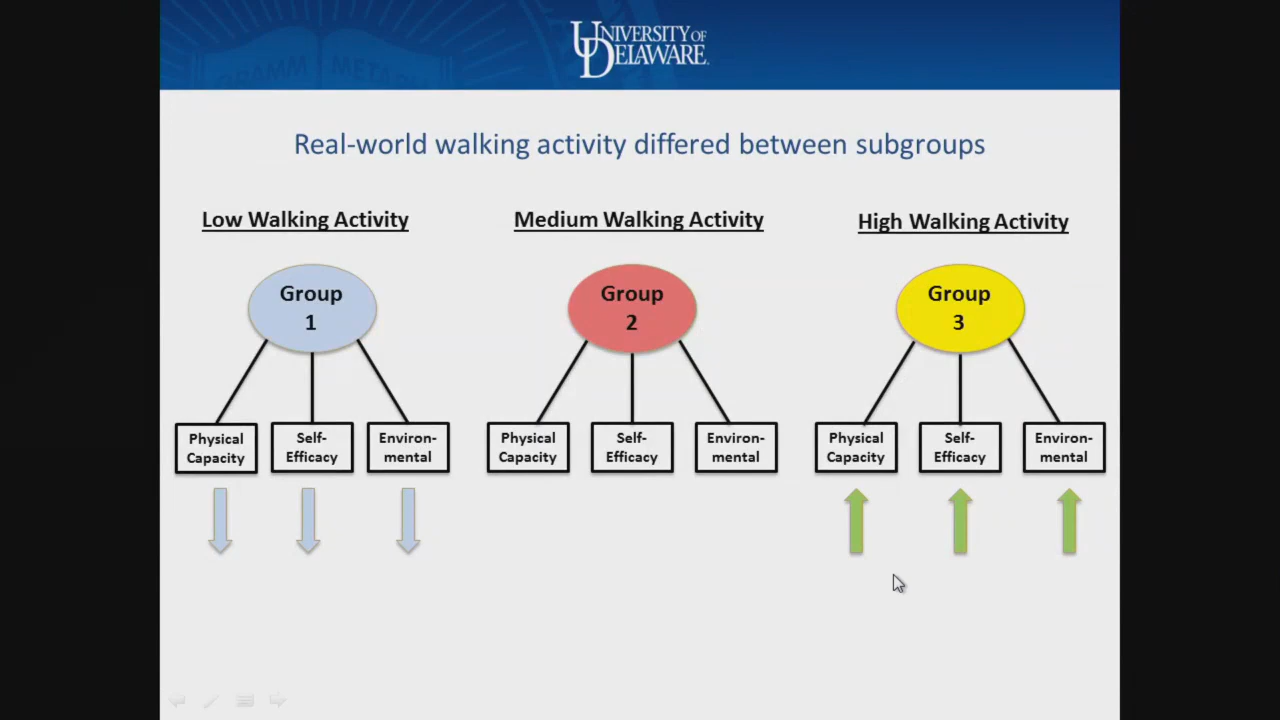 UNIVERSITY OF
DELAWARE.
Real-world walking activity differed between subgroups
Low Walking Activity
Medium Walking Activity
High Walking Activity
Group
1
Group
2
Group
3
Physical
Capacity
Self-
Efficacy
Environ-
mental
Physical
Capacity
Self-
Efficacy
Environ-
mental
Physical
Capacity
Self-
Efficacy
Environ-
mental